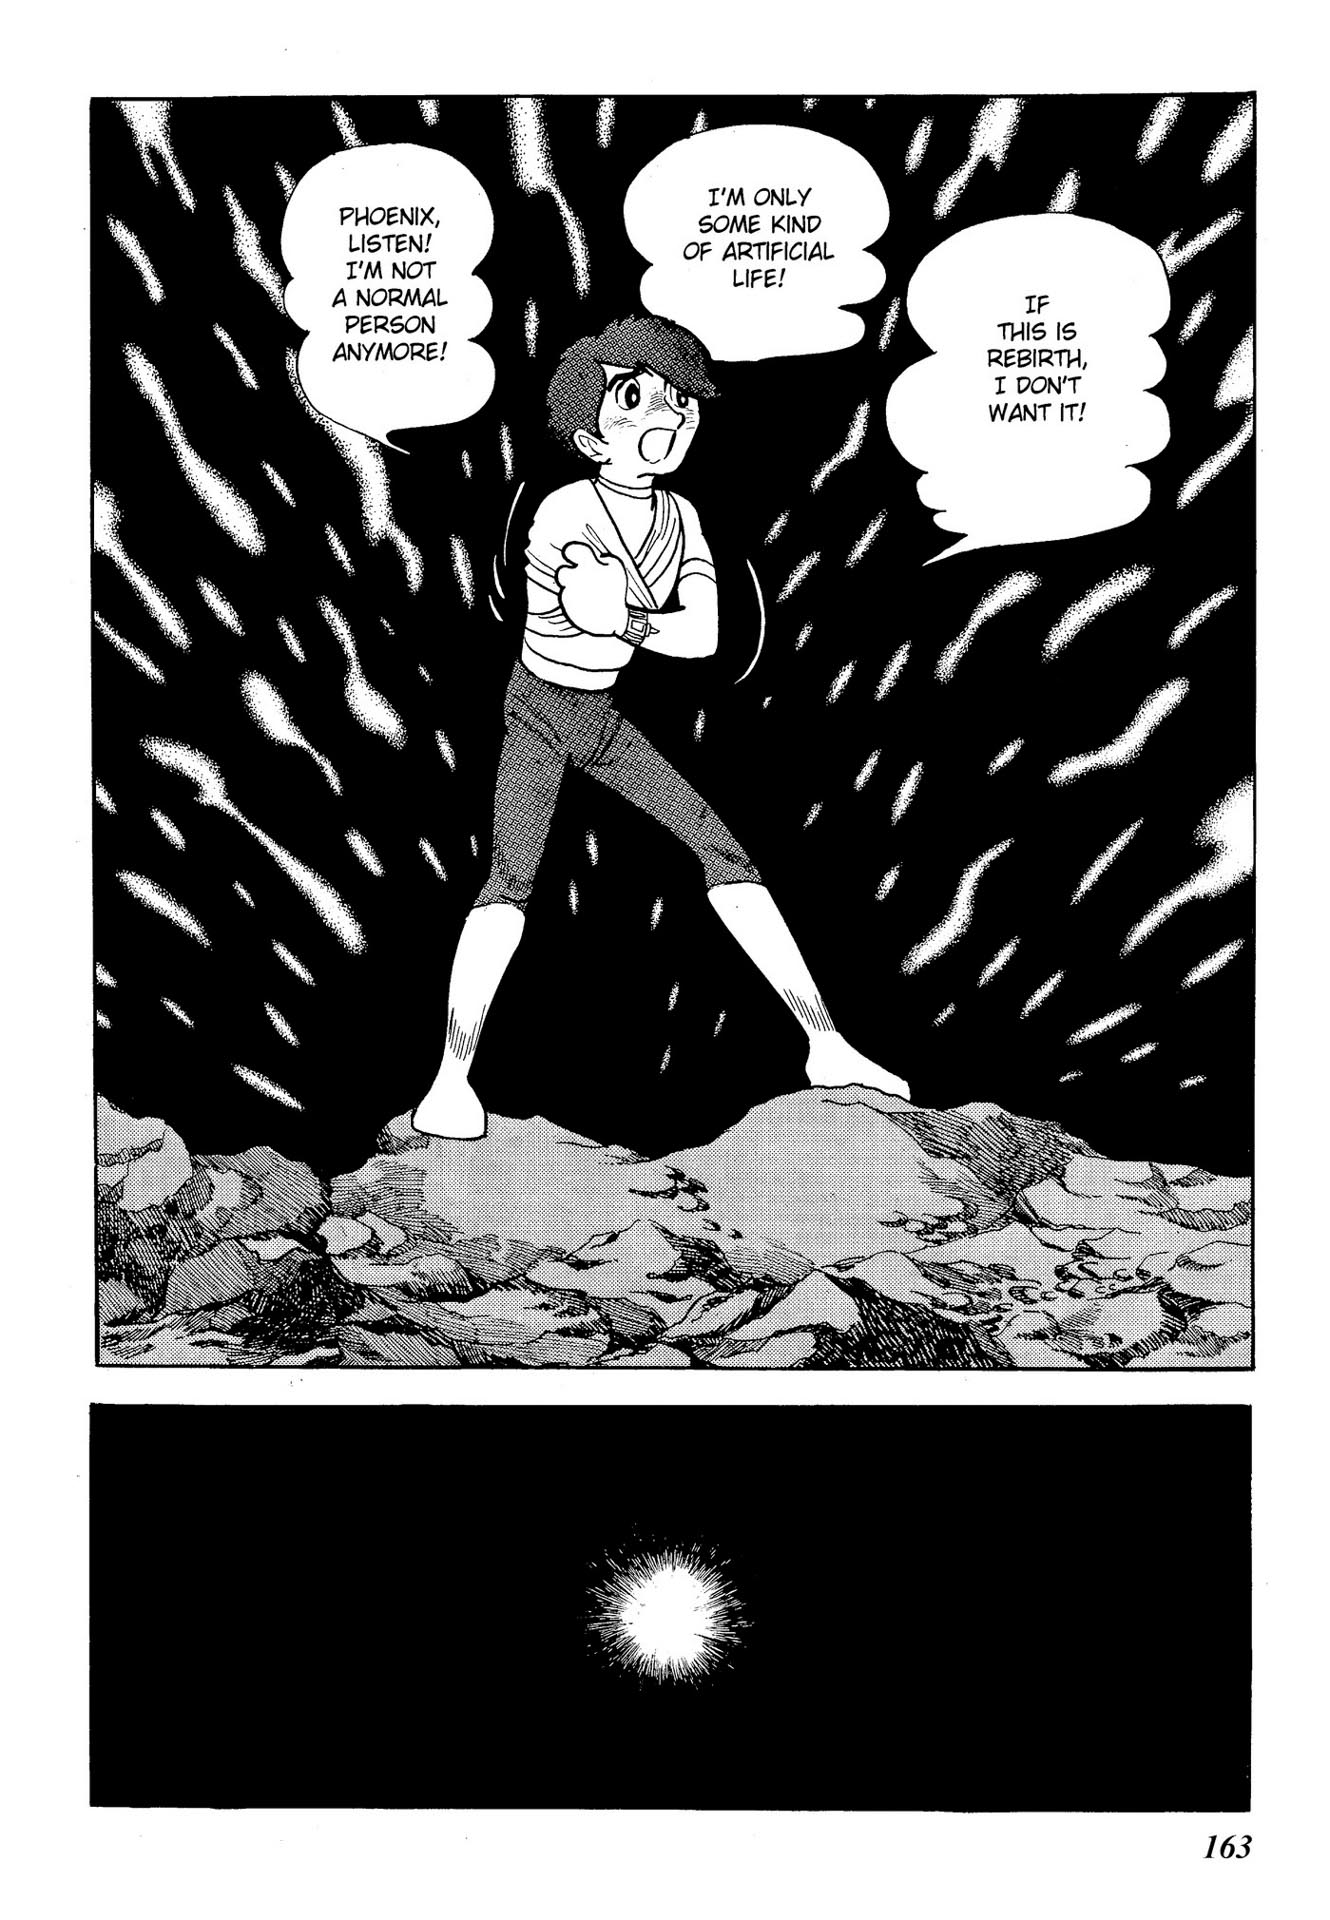 PHOENIX,
LISTEN!
I'M NOT
A NORMAL
PERSON
ANYMORE!
I'M ONLY
SOME KIND
OF ARTIFICIAL
LIFE!
IF
THIS IS
REBIRTH,
I DON'T
WANT IT!
163